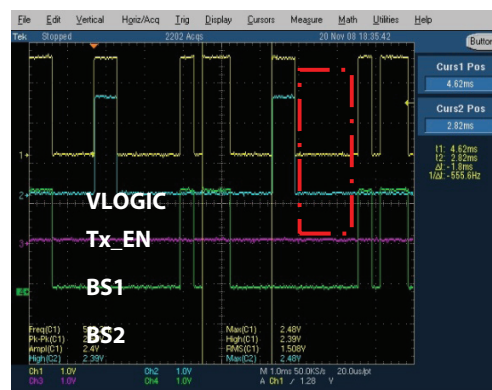 File Edit Vertical Horiz/Acq Trig Display Cursors Measure Math Utilities Help
Tek Stopped 2202 Acqs 20 Nov 08 18:35:42
Button
Curs1 Pos
4.62ms
Curs2 Pos
2.82ms
t1: 4.62ms
t2: 2.82ms
Δt: -1.8ms
1/Δt: -555.6Hz
1
2
3
VLOGIC
Tx_EN
BS1
BS2
Freq(C1)
Pk-Pk(C1)
Ampl(C1) 2.4V
High(C2) 2.39V
Max(C1) 2.48V
High(C1) 2.39V
RMS(C1) 1.508V
Max(C2) 2.48V
Ch1 1.0V Ch2 1.0V M 1.0ms 50.0KS/s 20.0us/pt
Ch3 1.0V Ch4 1.0V A Ch1 1.28 V